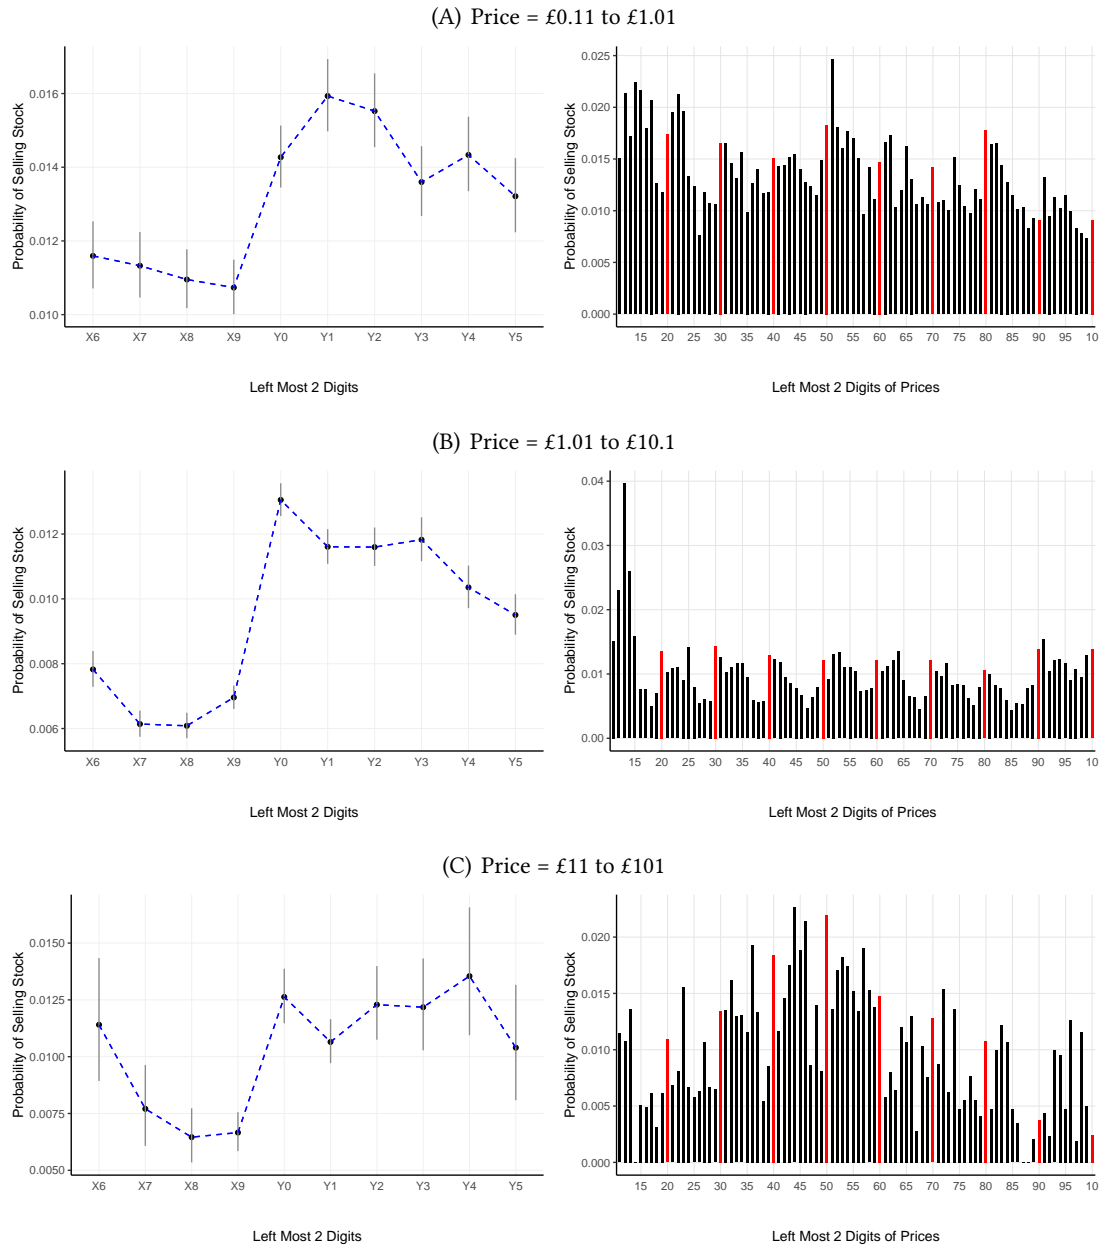 (A) Price = £0.11 to £1.01
Probability of Selling Stock
0.016
0.014
0.012
0.010
X6 X7 X8 X9 Y0 Y1 Y2 Y3 Y4 Y5
Left Most 2 Digits
Probability of Selling Stock
0.025
0.020
0.015
0.010
0.005
0.000
15 20 25 30 35 40 45 50 55 60 65 70 75 80 85 90 95 10
Left Most 2 Digits of Prices
(B) Price = £1.01 to £10.1
Probability of Selling Stock
0.012
0.010
0.008
0.006
X6 X7 X8 X9 Y0 Y1 Y2 Y3 Y4 Y5
Left Most 2 Digits
Probability of Selling Stock
0.04
0.03
0.02
0.01
0.00
15 20 25 30 35 40 45 50 55 60 65 70 75 80 85 90 95 10
Left Most 2 Digits of Prices
(C) Price = £11 to £101
Probability of Selling Stock
0.0150
0.0125
0.0100
0.0075
0.0050
X6 X7 X8 X9 Y0 Y1 Y2 Y3 Y4 Y5
Left Most 2 Digits
Probability of Selling Stock
0.020
0.015
0.010
0.005
0.000
15 20 25 30 35 40 45 50 55 60 65 70 75 80 85 90 95 10
Left Most 2 Digits of Prices